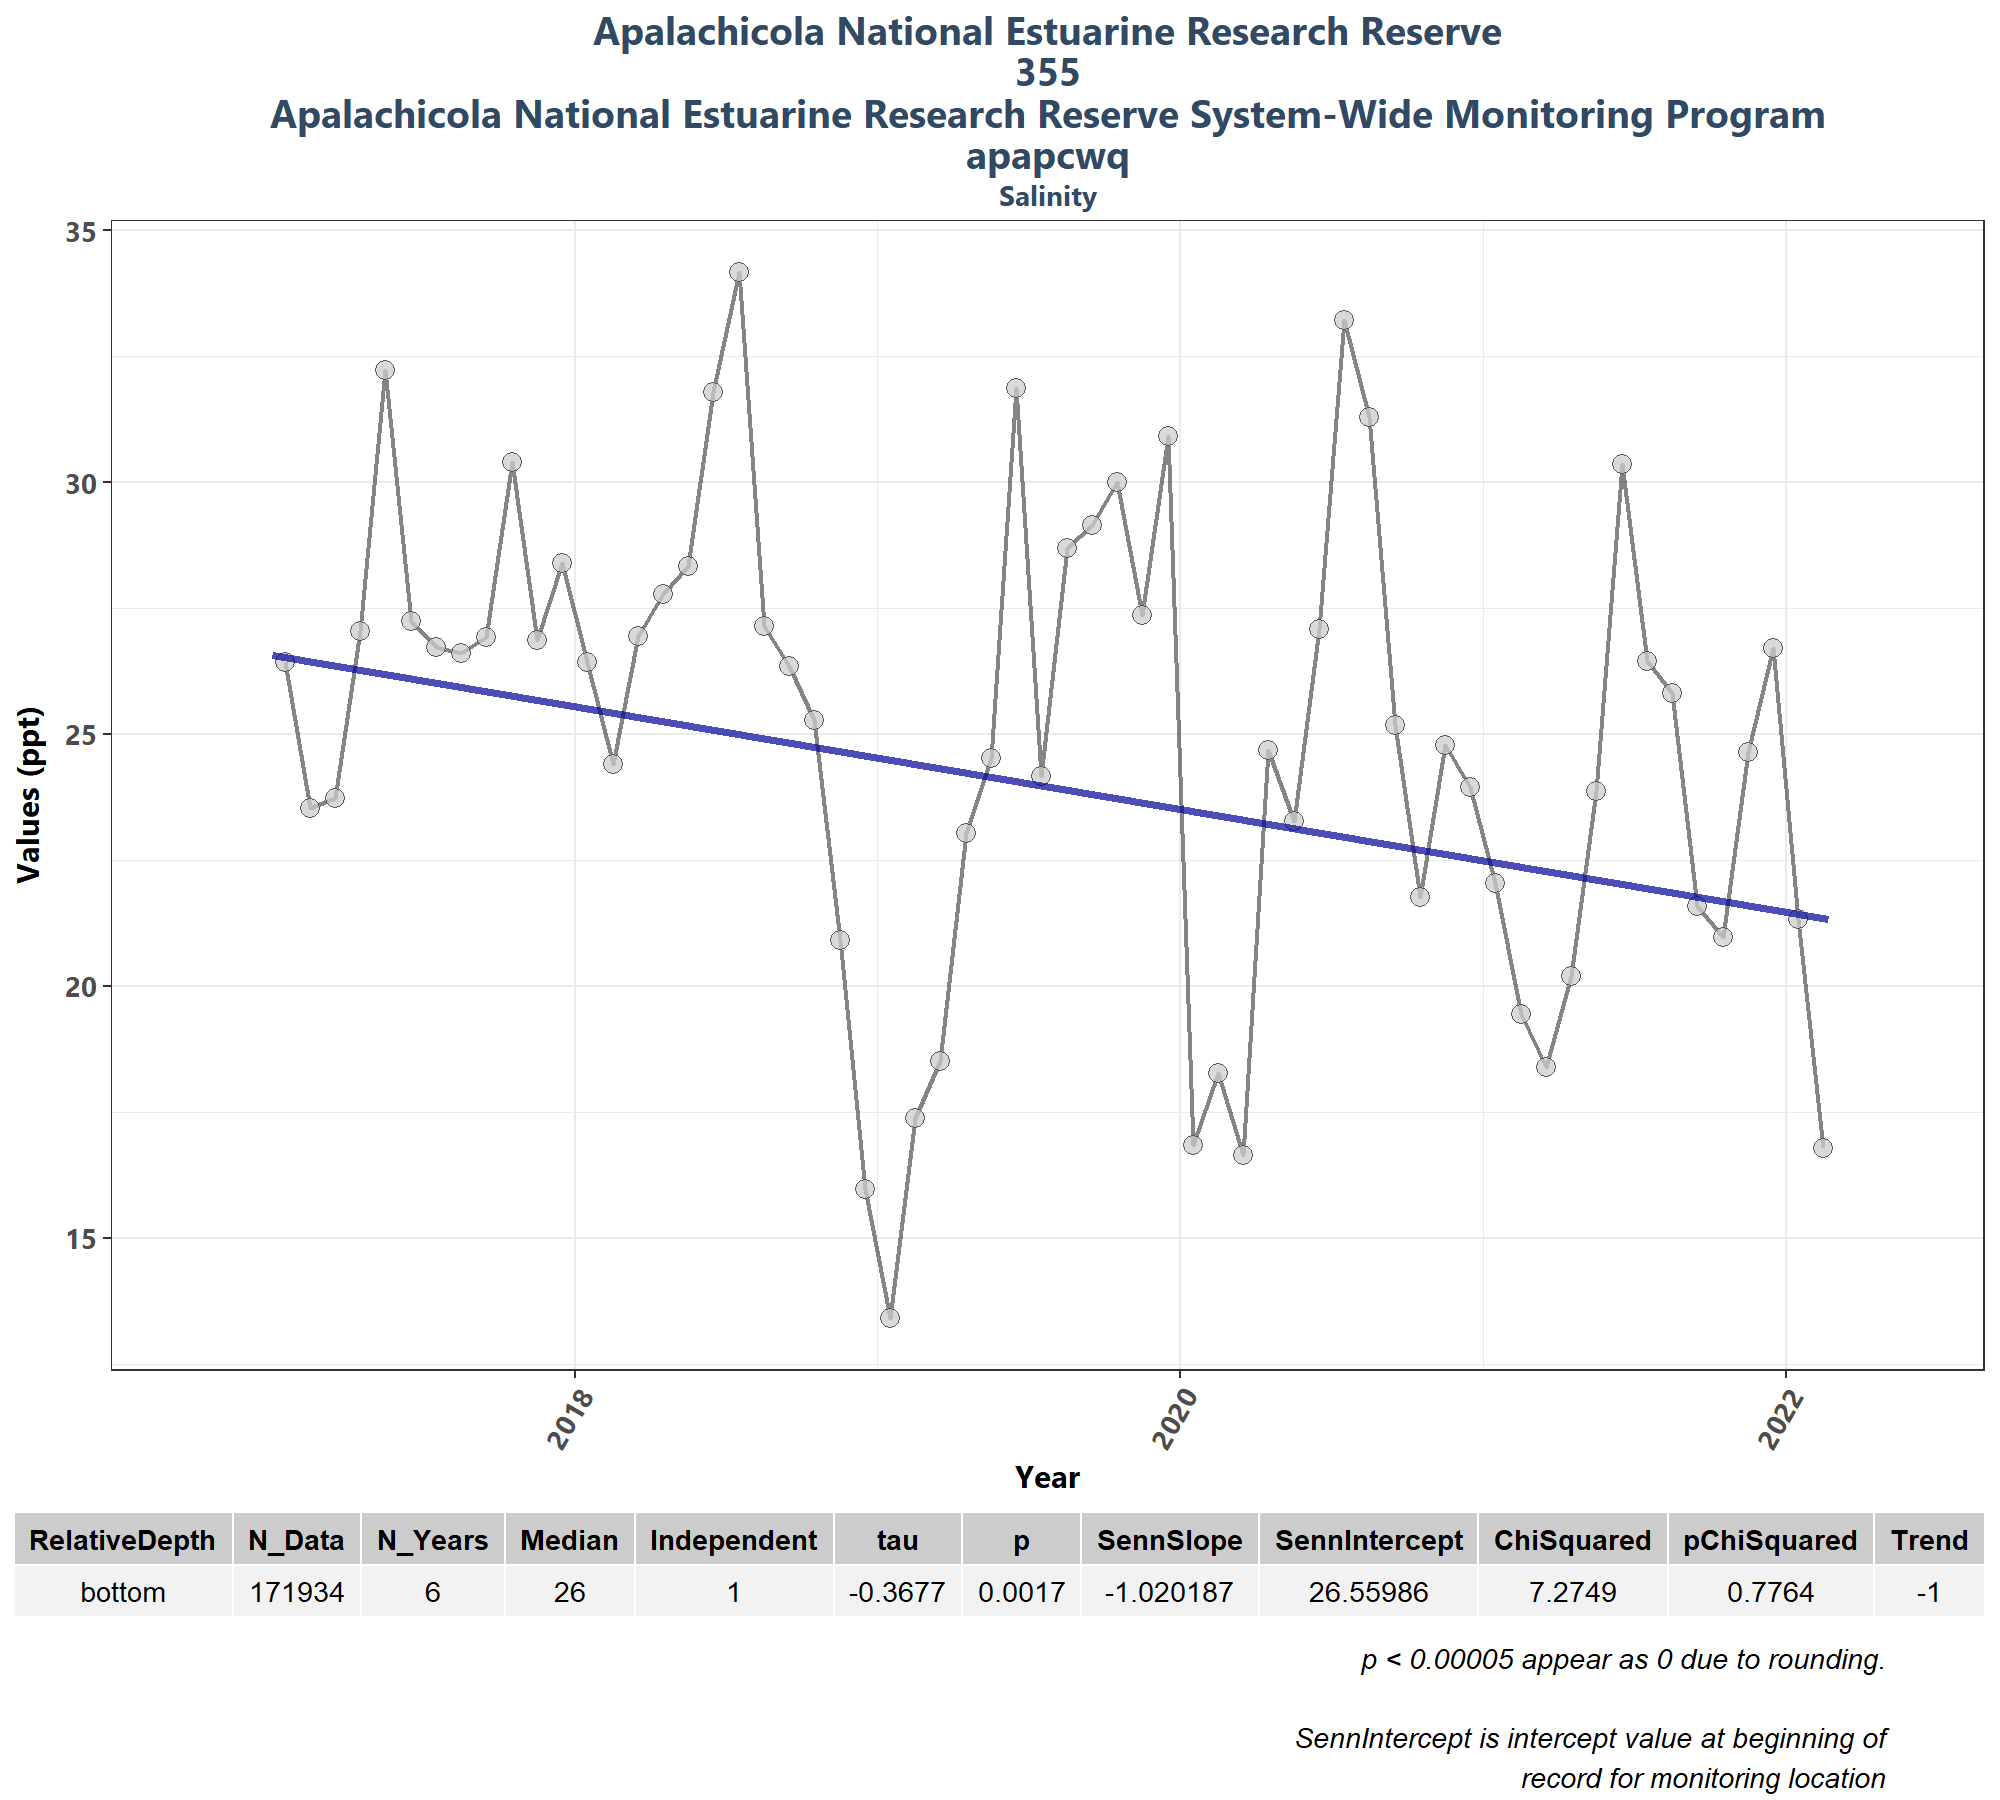 Apalachicola National Estuarine Research Reserve
355
Apalachicola National Estuarine Research Reserve System-Wide Monitoring Program
apapcwq
Salinity
35
30
25
20
15
Values (ppt)
2018 2020 2022
Year
RelativeDepth N_Data N_Years Median Independent tau p SennSlope SennIntercept ChiSquared pChiSquared Trend
bottom 171934 6 26 1 -0.3677 0.0017 -1.020187 26.55986 7.2749 0.7764 -1
p < 0.00005 appear as 0 due to rounding.
SennIntercept is intercept value at beginning of
record for monitoring location